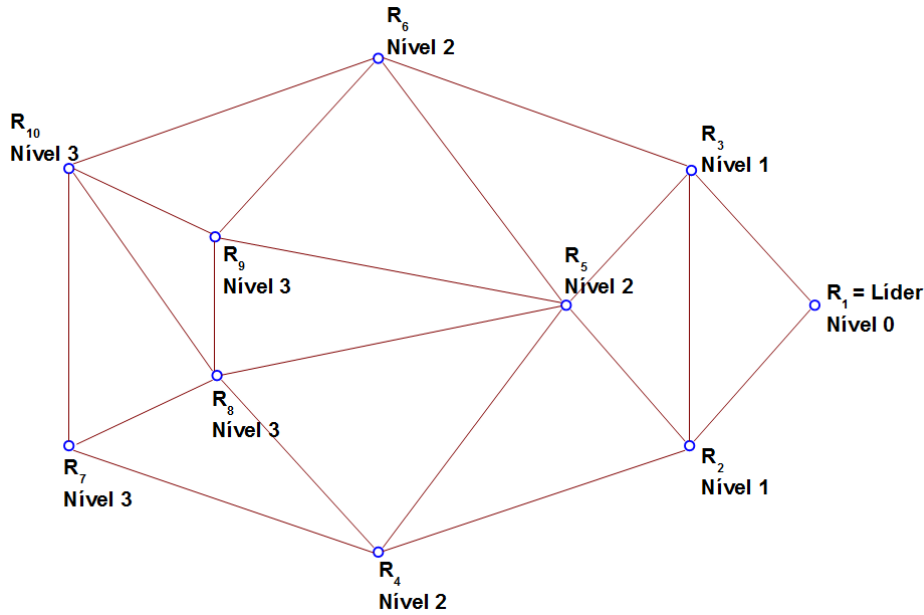 R6
Nível 2
R10
Nível 3
R3
Nível 1
R9
Nível 3
R5
Nível 2
R1 = Líder
Nível 0
R8
Nível 3
R7
Nível 3
R2
Nível 1
R4
Nível 2